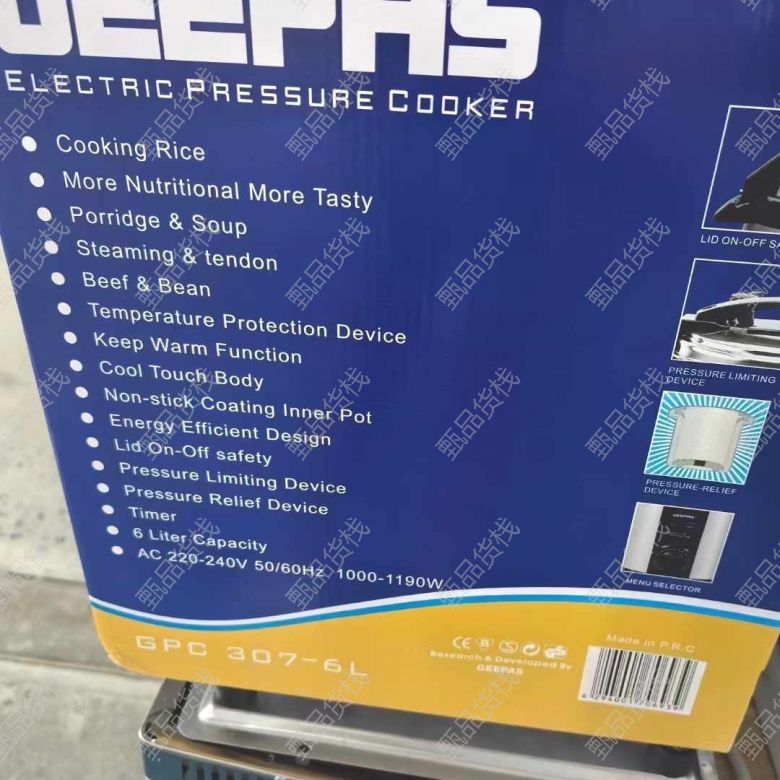 GEEPAS
ELECTRIC PRESSURE COOKER
Cooking Rice
More Nutritional More Tasty
Porridge & Soup
Steaming & tendon
Beef & Bean
Temperature Protection Device
Keep Warm Function
Cool Touch Body
Non-stick Coating Inner Pot
Energy Efficient Design
Lid On-Off safety
Pressure Limiting Device
Pressure Relief Device
Timer
6 Liter Capacity
AC 220-240V 50/60Hz 1000-1190W
LID ON-OFF
PRESSURE LIMITING
DEVICE
PRESSURE-RELIEF
DEVICE
GEEPAS
MENU SELECTOR
GPC 307-6L
CE
Research & Developed By
GEEPAS
Made in P.R.C
甄品货栈